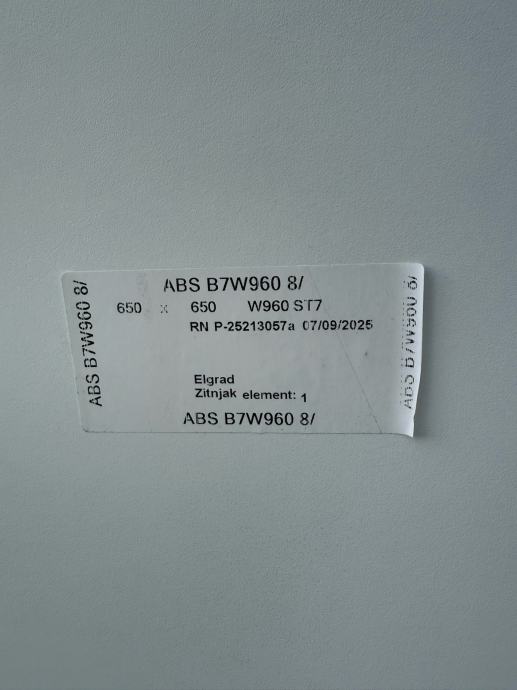 ABS B7W960 8/
650 x 650 W960 ST7
RN P-25213057a 07/09/2025
Elgrad
Zitnjak element: 1
ABS B7W960 8/
ABS B7W960 8/
ABS B7W960 8/